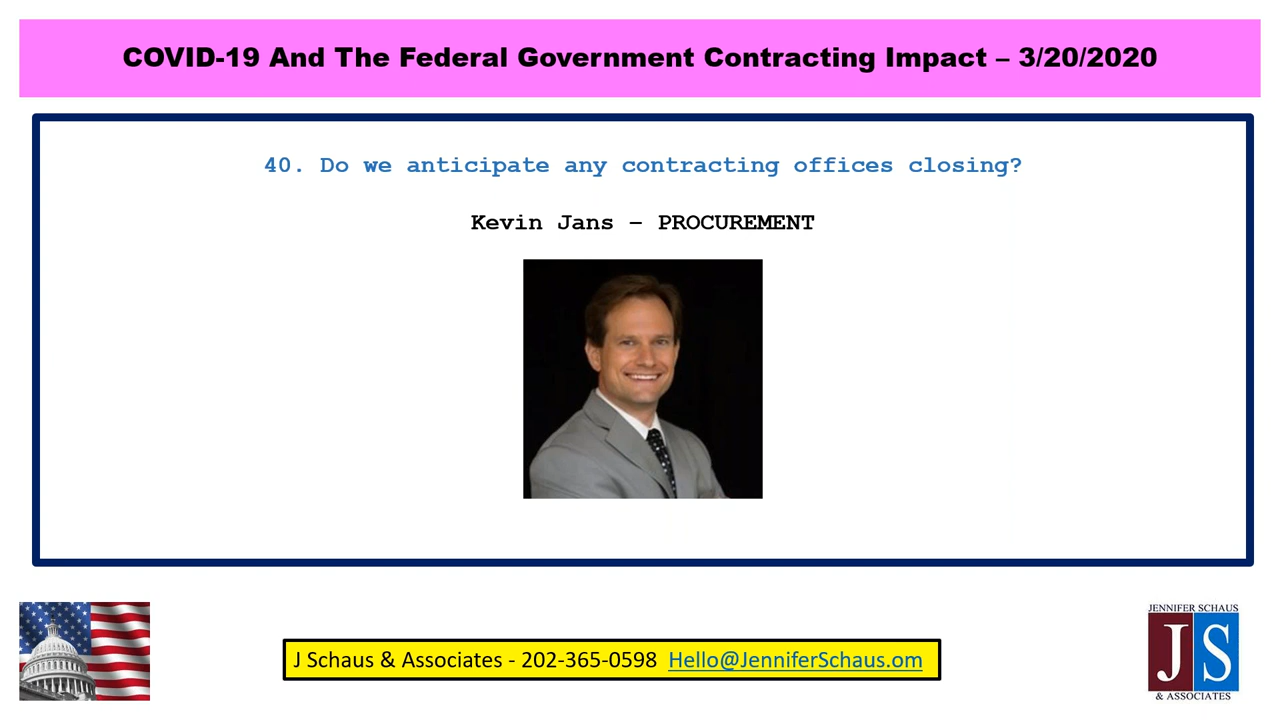 COVID-19 And The Federal Government Contracting Impact – 3/20/2020
40. Do we anticipate any contracting offices closing?
Kevin Jans – PROCUREMENT
J Schaus & Associates - 202-365-0598 Hello@JenniferSchaus.om
JENNIFER SCHAUS
JS
& ASSOCIATES